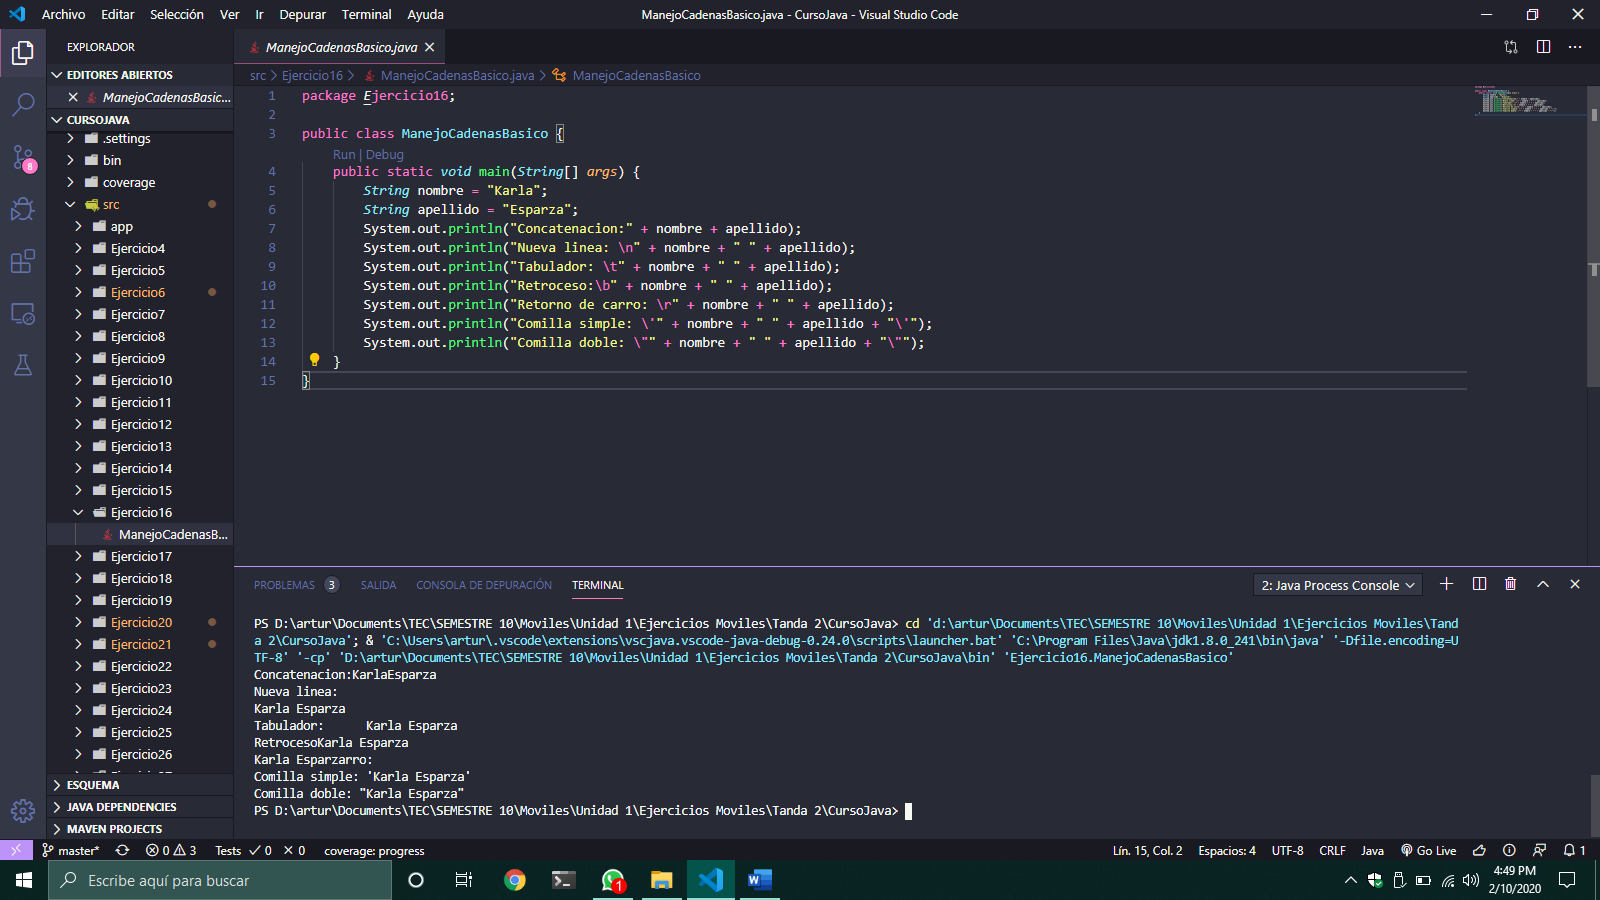 Archivo Editar Selección Ver Ir Depurar Terminal Ayuda
ManejoCadenasBasico.java - CursoJava - Visual Studio Code
EXPLORADOR
EDITORES ABIERTOS
ManejoCadenasBasic...
CURSOJAVA
.settings
bin
coverage
src
app
Ejercicio4
Ejercicio5
Ejercicio6
Ejercicio7
Ejercicio8
Ejercicio9
Ejercicio10
Ejercicio11
Ejercicio12
Ejercicio13
Ejercicio14
Ejercicio15
Ejercicio16
ManejoCadenasB...
Ejercicio17
Ejercicio18
Ejercicio19
Ejercicio20
Ejercicio21
Ejercicio22
Ejercicio23
Ejercicio24
Ejercicio25
Ejercicio26
ESQUEMA
JAVA DEPENDENCIES
MAVEN PROJECTS
8
ManejoCadenasBasico.java
src > Ejercicio16 > ManejoCadenasBasico.java > ManejoCadenasBasico
1 package Ejercicio16;
2
3 public class ManejoCadenasBasico {
Run | Debug
4 public static void main(String[] args) {
5 String nombre = "Karla";
6 String apellido = "Esparza";
7 System.out.println("Concatenacion:" + nombre + apellido);
8 System.out.println("Nueva linea: \n" + nombre + " " + apellido);
9 System.out.println("Tabulador: \t" + nombre + " " + apellido);
10 System.out.println("Retroceso:\b" + nombre + " " + apellido);
11 System.out.println("Retorno de carro: \r" + nombre + " " + apellido);
12 System.out.println("Comilla simple: \'" + nombre + " " + apellido + "\'");
13 System.out.println("Comilla doble: \"" + nombre + " " + apellido + "\"");
14 }
15 }
PROBLEMAS 3 SALIDA CONSOLA DE DEPURACIÓN TERMINAL
2: Java Process Console
PS D:\artur\Documents\TEC\SEMESTRE 10\Moviles\Unidad 1\Ejercicios Moviles\Tanda 2\CursoJava> cd 'd:\artur\Documents\TEC\SEMESTRE 10\Moviles\Unidad 1\Ejercicios Moviles\Tand
a 2\CursoJava'; & 'C:\Users\artur\.vscode\extensions\vscjava.vscode-java-debug-0.24.0\scripts\launcher.bat' 'C:\Program Files\Java\jdk1.8.0_241\bin\java' '-Dfile.encoding=U
TF-8' '-cp' 'D:\artur\Documents\TEC\SEMESTRE 10\Moviles\Unidad 1\Ejercicios Moviles\Tanda 2\CursoJava\bin' 'Ejercicio16.ManejoCadenasBasico'
Concatenacion:KarlaEsparza
Nueva linea:
Karla Esparza
Tabulador: Karla Esparza
RetrocesoKarla Esparza
Karla Esparzarro:
Comilla simple: 'Karla Esparza'
Comilla doble: "Karla Esparza"
PS D:\artur\Documents\TEC\SEMESTRE 10\Moviles\Unidad 1\Ejercicios Moviles\Tanda 2\CursoJava>
master* 0 3 Tests 0 0 coverage: progress
Lín. 15, Col. 2 Espacios: 4 UTF-8 CRLF Java Go Live 1
Escribe aquí para buscar
1
4:49 PM
2/10/2020